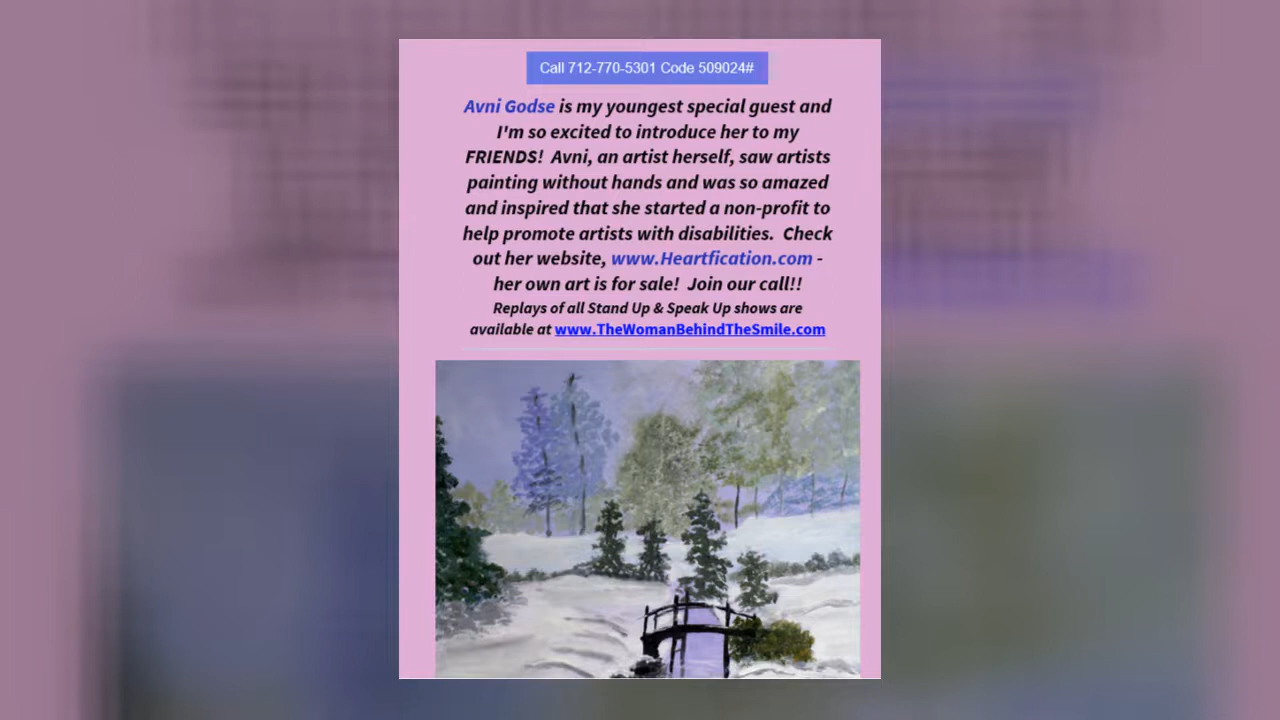 Call 712-770-5301 Code 509024#
Avni Godse is my youngest special guest and
I'm so excited to introduce her to my
FRIENDS!  Avni, an artist herself, saw artists
painting without hands and was so amazed
and inspired that she started a non-profit to
help promote artists with disabilities.  Check
out her website, www.Heartfication.com -
her own art is for sale!  Join our call!!
Replays of all Stand Up & Speak Up shows are
available at www.TheWomanBehindTheSmile.com